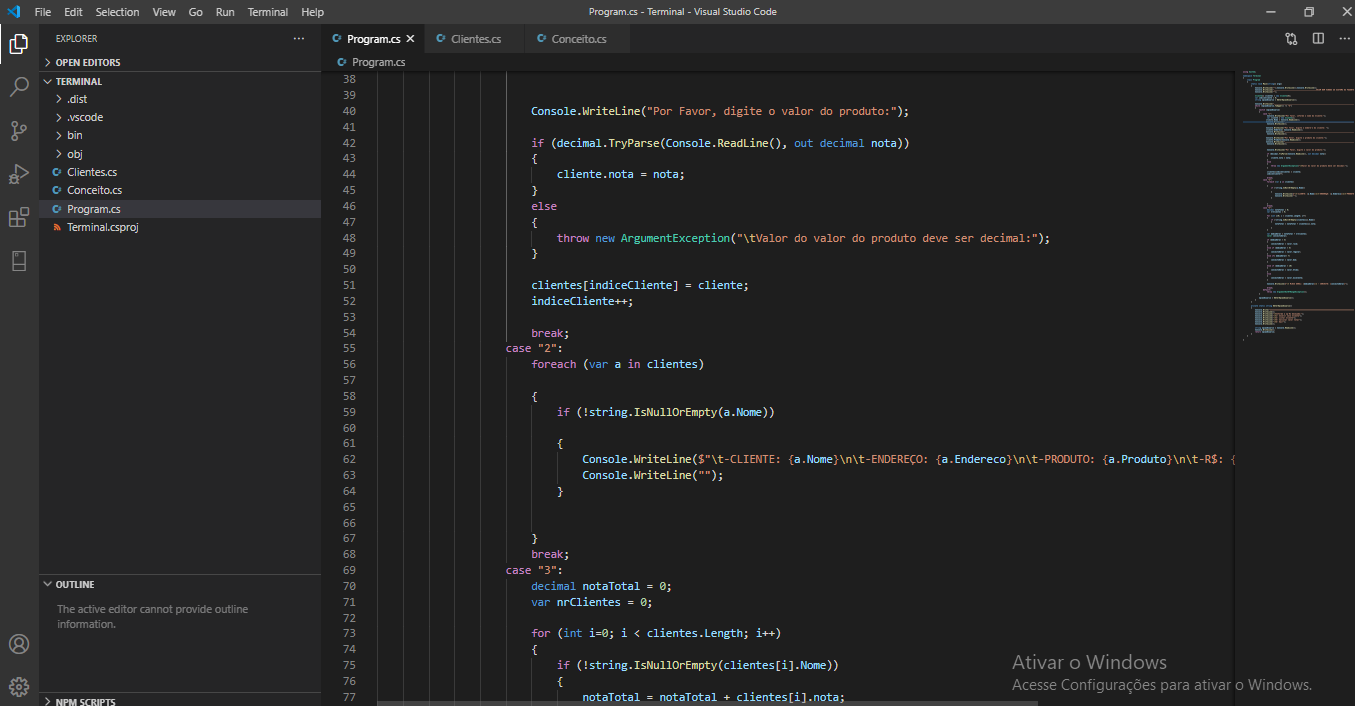 File Edit Selection View Go Run Terminal Help
Program.cs - Terminal - Visual Studio Code
EXPLORER
OPEN EDITORS
TERMINAL
.dist
.vscode
bin
obj
Clientes.cs
Conceito.cs
Program.cs
Terminal.csproj
OUTLINE
The active editor cannot provide outline
information.
NPM SCRIPTS
Program.cs Clientes.cs Conceito.cs
Program.cs
38
39
40 Console.WriteLine("Por Favor, digite o valor do produto:");
41
42 if (decimal.TryParse(Console.ReadLine(), out decimal nota))
43 {
44 cliente.nota = nota;
45 }
46 else
47 {
48 throw new ArgumentException("\tValor do valor do produto deve ser decimal:");
49 }
50
51 clientes[indiceCliente] = cliente;
52 indiceCliente++;
53
54 break;
55 case "2":
56 foreach (var a in clientes)
57
58 {
59 if (!string.IsNullOrEmpty(a.Nome))
60
61 {
62 Console.WriteLine($"\t-CLIENTE: {a.Nome}\n\t-ENDEREÇO: {a.Endereco}\n\t-PRODUTO: {a.Produto}\n\t-R$: {
63 Console.WriteLine("");
64 }
65
66
67 }
68 break;
69 case "3":
70 decimal notaTotal = 0;
71 var nrClientes = 0;
72
73 for (int i=0; i < clientes.Length; i++)
74 {
75 if (!string.IsNullOrEmpty(clientes[i].Nome))
76 {
77 notaTotal = notaTotal + clientes[i].nota;
Ativar o Windows
Acesse Configurações para ativar o Windows.